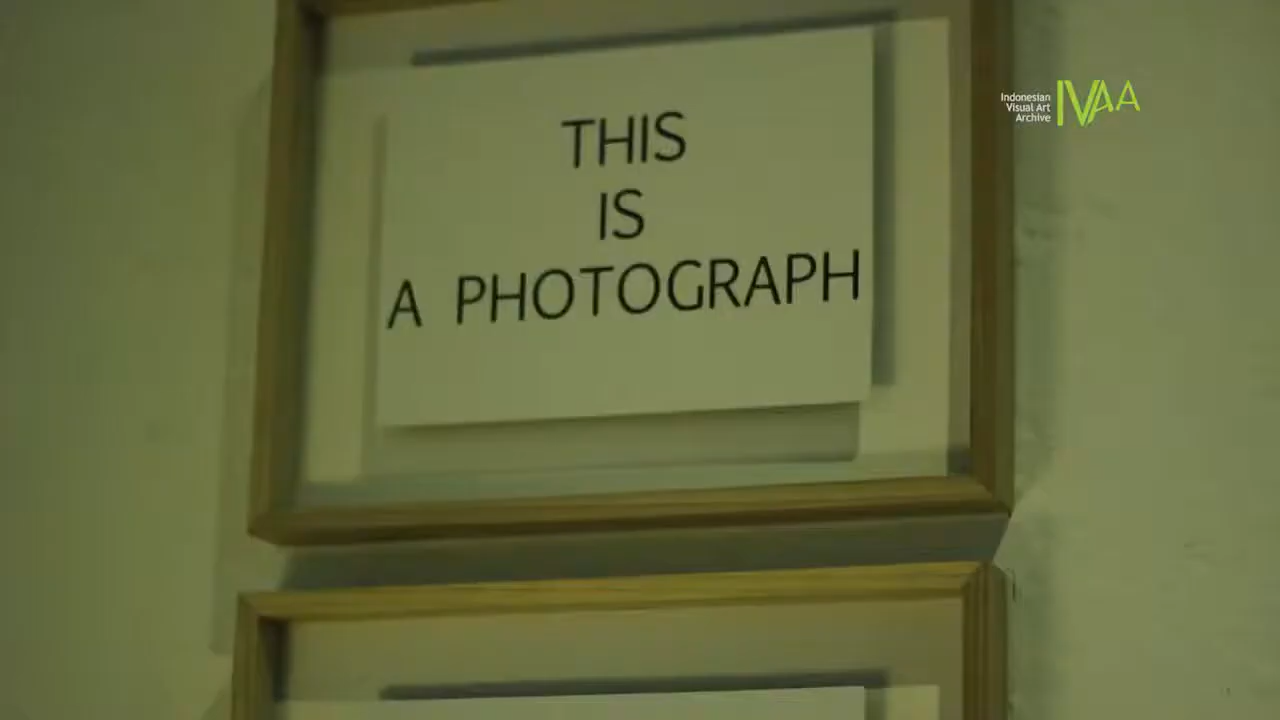 THIS
IS
A PHOTOGRAPH
Indonesian
Visual Art
Archive
IVAA